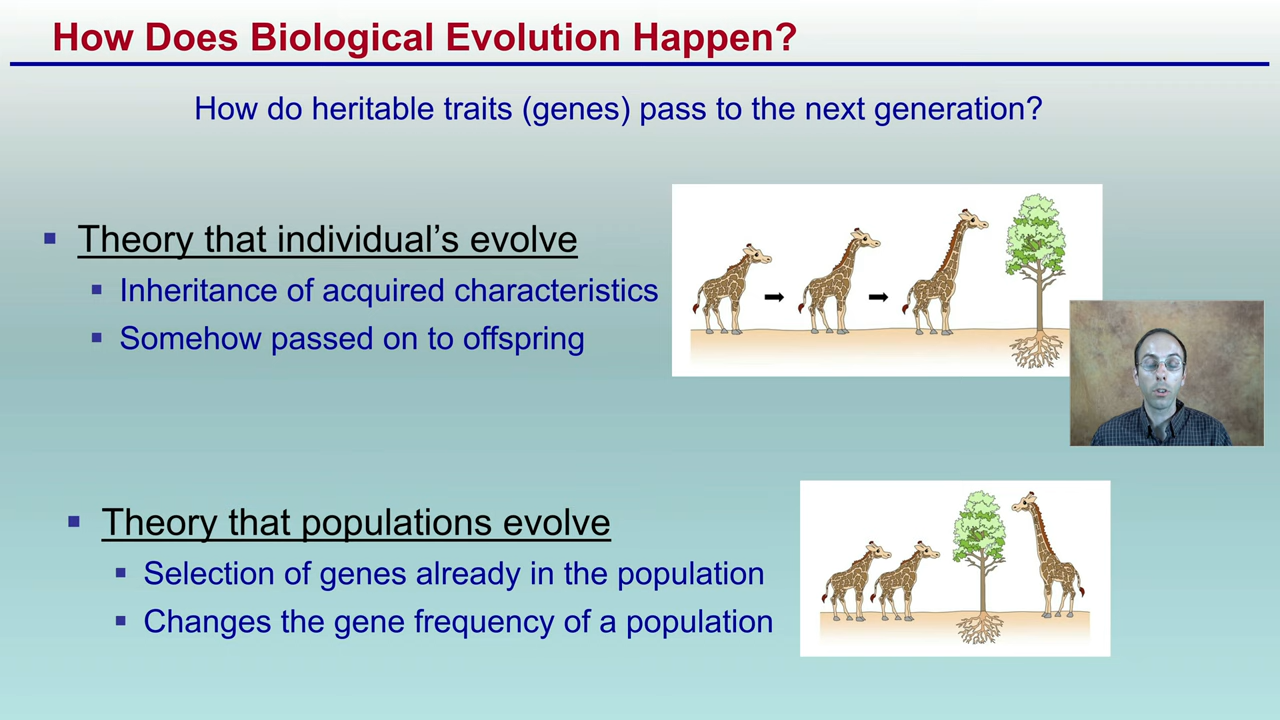 How Does Biological Evolution Happen?
How do heritable traits (genes) pass to the next generation?
Theory that individual’s evolve
Inheritance of acquired characteristics
Somehow passed on to offspring
Theory that populations evolve
Selection of genes already in the population
Changes the gene frequency of a population